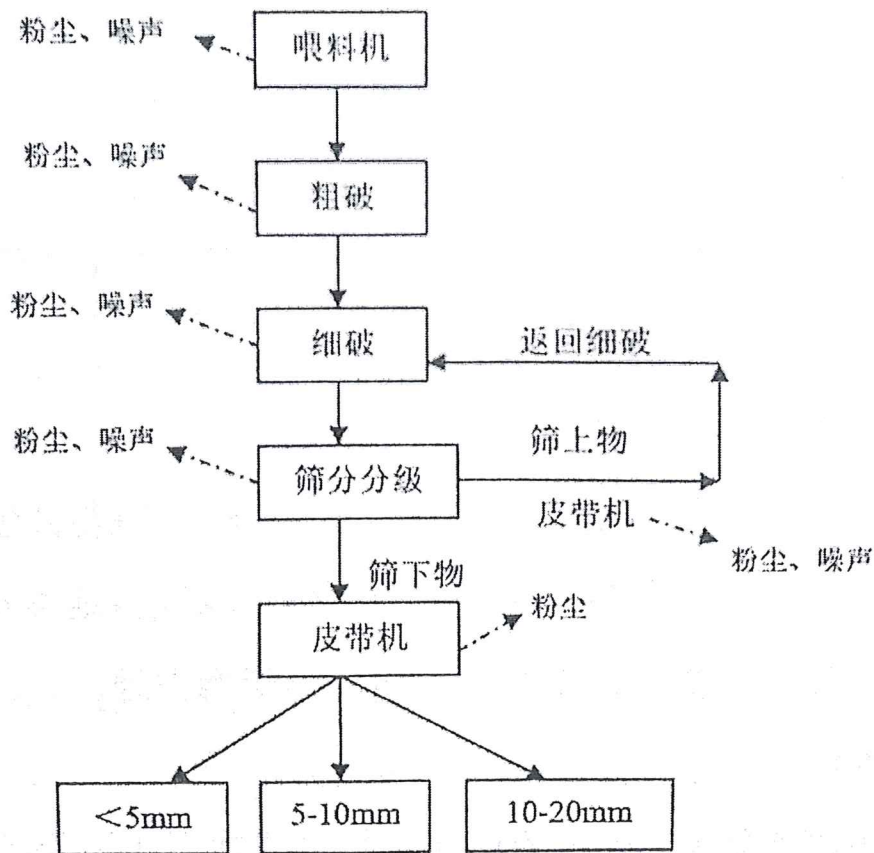 粉尘、噪声
喂料机
粉尘、噪声
粗破
粉尘、噪声
细破
返回细破
粉尘、噪声
筛分分级
筛上物
皮带机
粉尘、噪声
筛下物
皮带机
粉尘
＜5mm
5-10mm
10-20mm